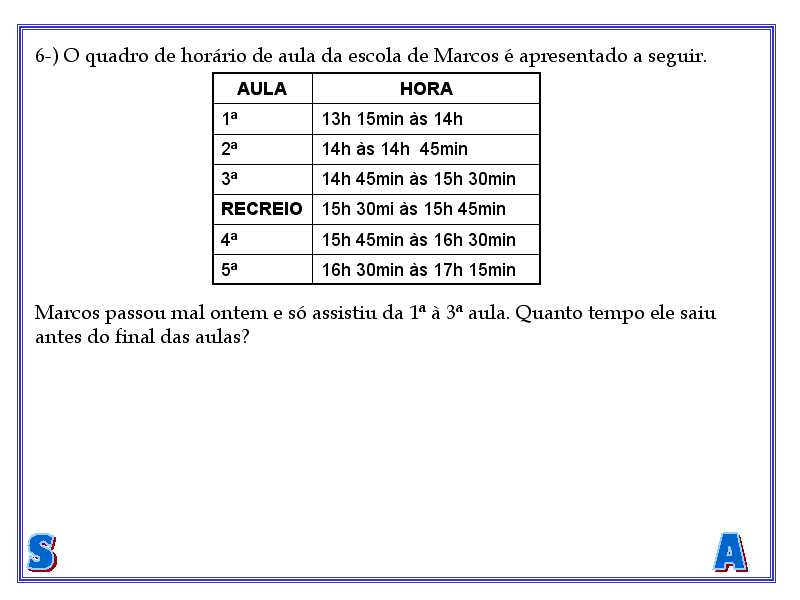 6-) O quadro de horário de aula da escola de Marcos é apresentado a seguir.
AULA HORA
1ª 13h 15min às 14h
2ª 14h às 14h 45min
3ª 14h 45min às 15h 30min
RECREIO 15h 30mi às 15h 45min
4ª 15h 45min às 16h 30min
5ª 16h 30min às 17h 15min
Marcos passou mal ontem e só assistiu da 1ª à 3ª aula. Quanto tempo ele saiu
antes do final das aulas?
S A